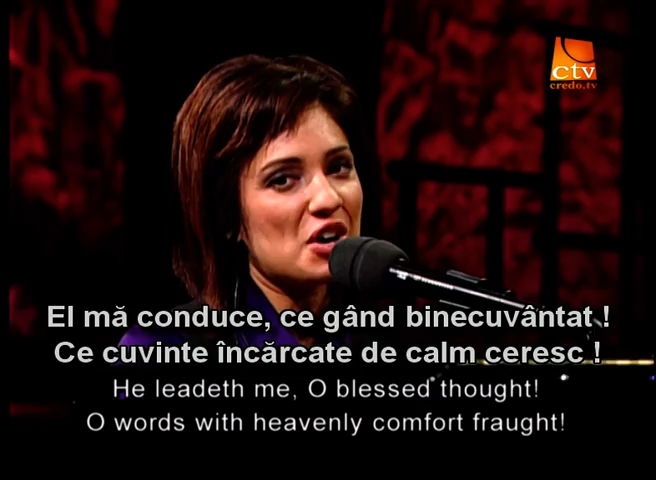 ctv
credo.tv
El mă conduce, ce gând binecuvântat !
Ce cuvinte încărcate de calm ceresc !
He leadeth me, O blessed thought!
O words with heavenly comfort fraught!